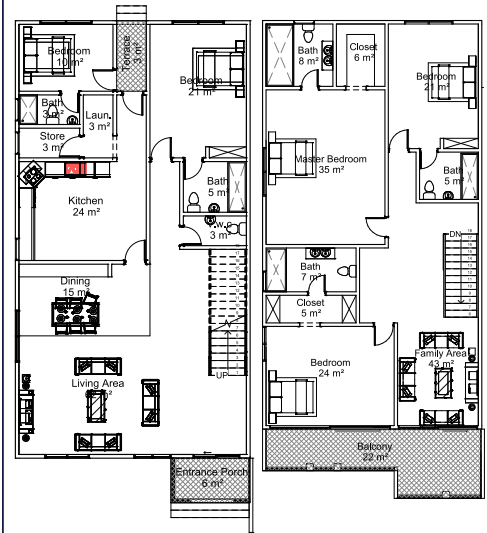 Bedroom
10 m²
Terrace
3 m²
Bedroom
21 m²
Bath
3 m²
Laun.
3 m²
Store
3 m²
Kitchen
24 m²
Bath
5 m²
3 m²
Dining
15 m²
UP
Living Area
Entrance Porch
6 m²
Bath
8 m²
Closet
6 m²
Bedroom
21 m²
Master Bedroom
35 m²
Bath
5 m²
DN
Bath
7 m²
Closet
5 m²
Bedroom
24 m²
Family Area
43 m²
Balcony
22 m²